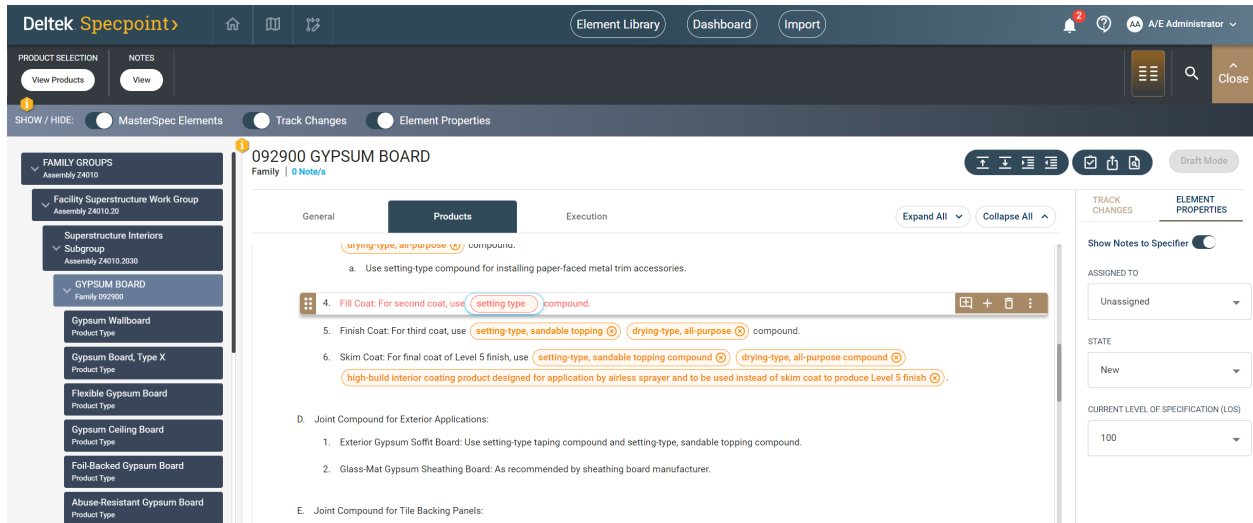 Deltek. Specpoint>
Element Library
Dashboard
Import
2
AA
A/E Administrator
PRODUCT SELECTION
NOTES
View Products
View
Close
SHOW / HIDE:
MasterSpec Elements
Track Changes
Element Properties
FAMILY GROUPS
Assembly Z4010
Facility Superstructure Work Group
Assembly Z4010.20
Superstructure Interiors
Subgroup
Assembly Z4010.2030
GYPSUM BOARD
Family 092900
Gypsum Wallboard
Product Type
Gypsum Board, Type X
Product Type
Flexible Gypsum Board
Product Type
Gypsum Ceiling Board
Product Type
Foil-Backed Gypsum Board
Product Type
Abuse-Resistant Gypsum Board
Product Type
092900 GYPSUM BOARD
Family | 0 Note/s
Draft Mode
General
Products
Execution
Expand All
Collapse All
drying-type, all-purpose compound.
a. Use setting-type compound for installing paper-faced metal trim accessories.
4. Fill Coat: For second coat, use setting type compound.
5. Finish Coat: For third coat, use setting-type, sandable topping drying-type, all-purpose compound.
6. Skim Coat: For final coat of Level 5 finish, use setting-type, sandable topping compound drying-type, all-purpose compound
high-build interior coating product designed for application by airless sprayer and to be used instead of skim coat to produce Level 5 finish .
D. Joint Compound for Exterior Applications:
1. Exterior Gypsum Soffit Board: Use setting-type taping compound and setting-type, sandable topping compound.
2. Glass-Mat Gypsum Sheathing Board: As recommended by sheathing board manufacturer.
E. Joint Compound for Tile Backing Panels:
TRACK
CHANGES
ELEMENT
PROPERTIES
Show Notes to Specifier
ASSIGNED TO
Unassigned
STATE
New
CURRENT LEVEL OF SPECIFICATION (LOS)
100